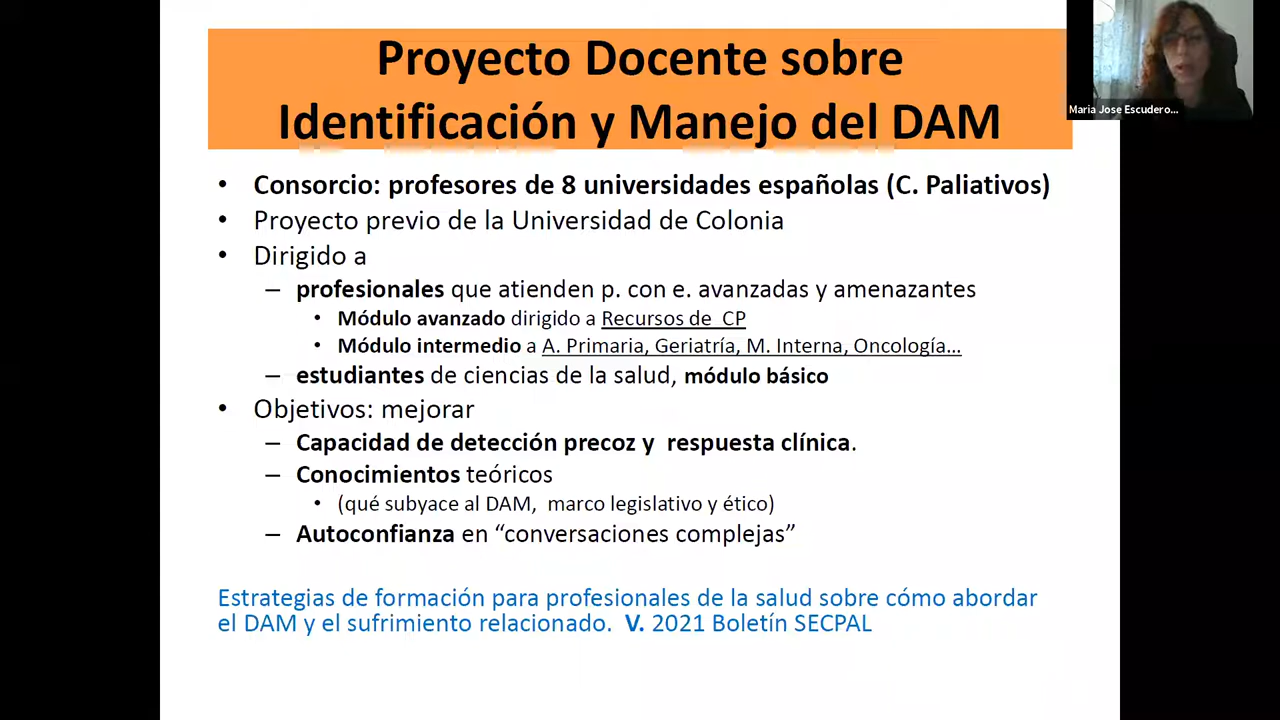 Proyecto Docente sobre
Identificación y Manejo del DAM
Maria Jose Escudero...
• Consorcio: profesores de 8 universidades españolas (C. Paliativos)
• Proyecto previo de la Universidad de Colonia
• Dirigido a
– profesionales que atienden p. con e. avanzadas y amenazantes
• Módulo avanzado dirigido a Recursos de CP
• Módulo intermedio a A. Primaria, Geriatría, M. Interna, Oncología...
– estudiantes de ciencias de la salud, módulo básico
• Objetivos: mejorar
– Capacidad de detección precoz y respuesta clínica.
– Conocimientos teóricos
• (qué subyace al DAM, marco legislativo y ético)
– Autoconfianza en “conversaciones complejas”
Estrategias de formación para profesionales de la salud sobre cómo abordar
el DAM y el sufrimiento relacionado. V. 2021 Boletín SECPAL